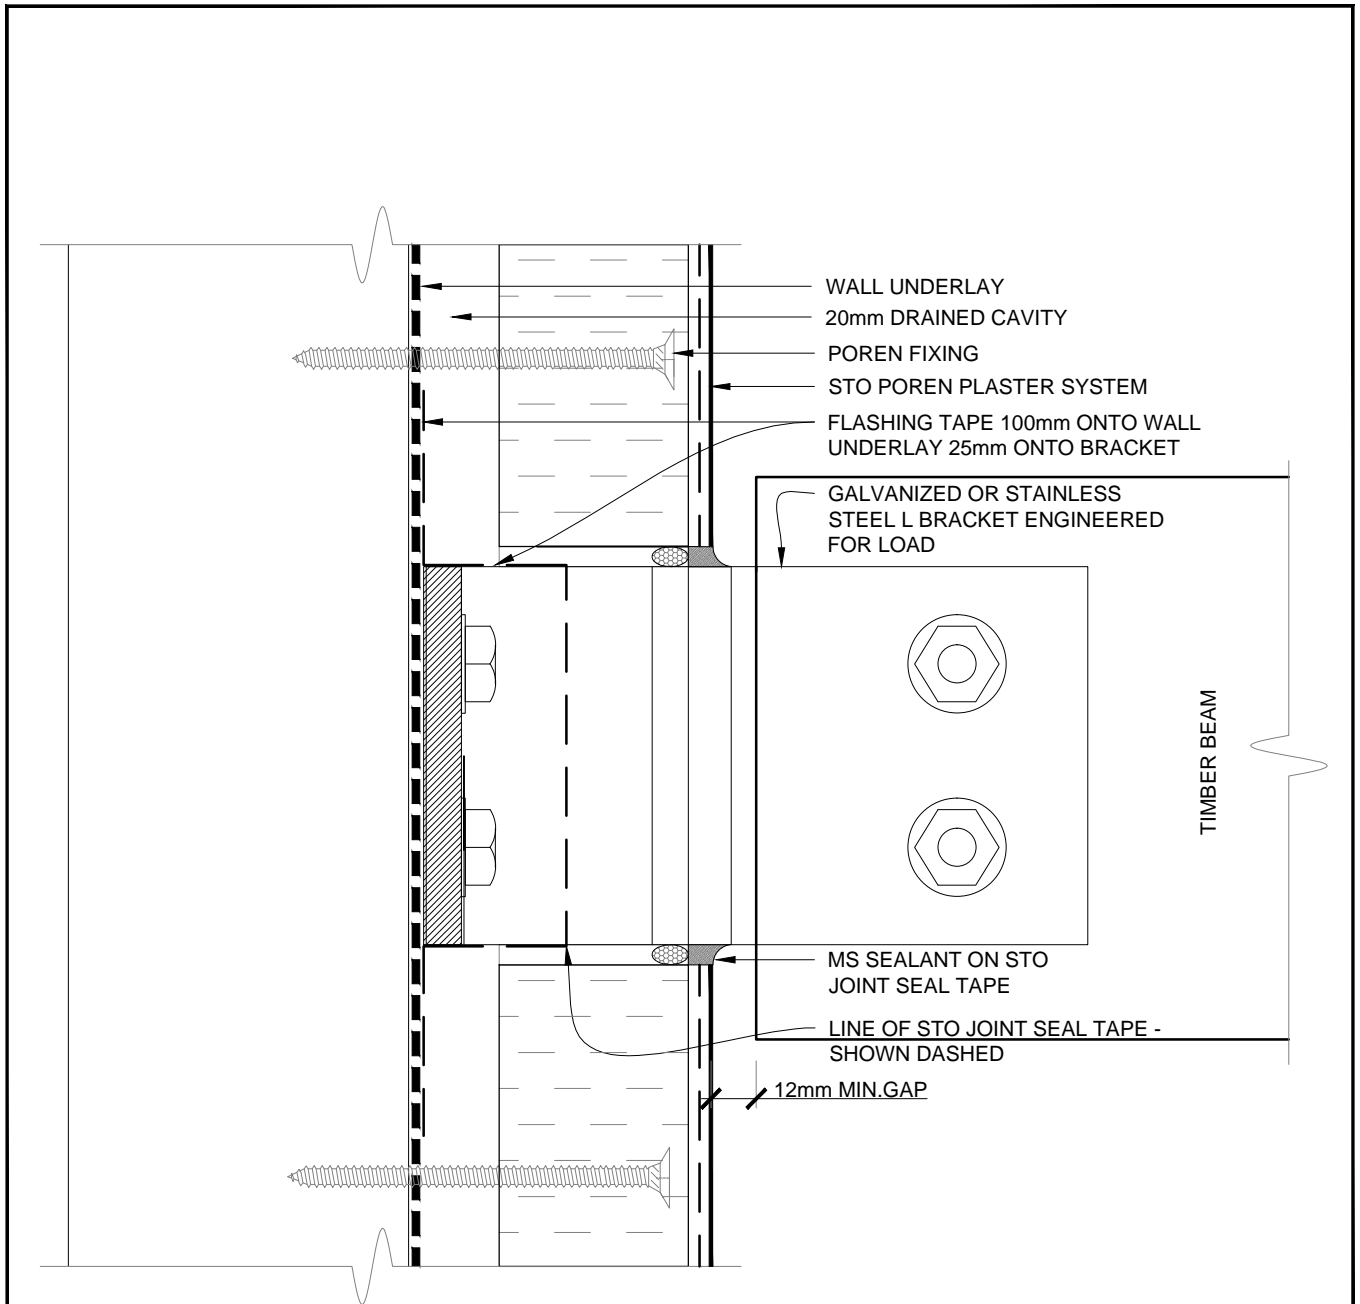 WALL UNDERLAY
20mm DRAINED CAVITY
POREN FIXING
STO POREN PLASTER SYSTEM
FLASHING TAPE 100mm ONTO WALL
UNDERLAY 25mm ONTO BRACKET
GALVANIZED OR STAINLESS
STEEL L BRACKET ENGINEERED
FOR LOAD
TIMBER BEAM
MS SEALANT ON STO
JOINT SEAL TAPE
LINE OF STO JOINT SEAL TAPE -
SHOWN DASHED
12mm MIN.GAP